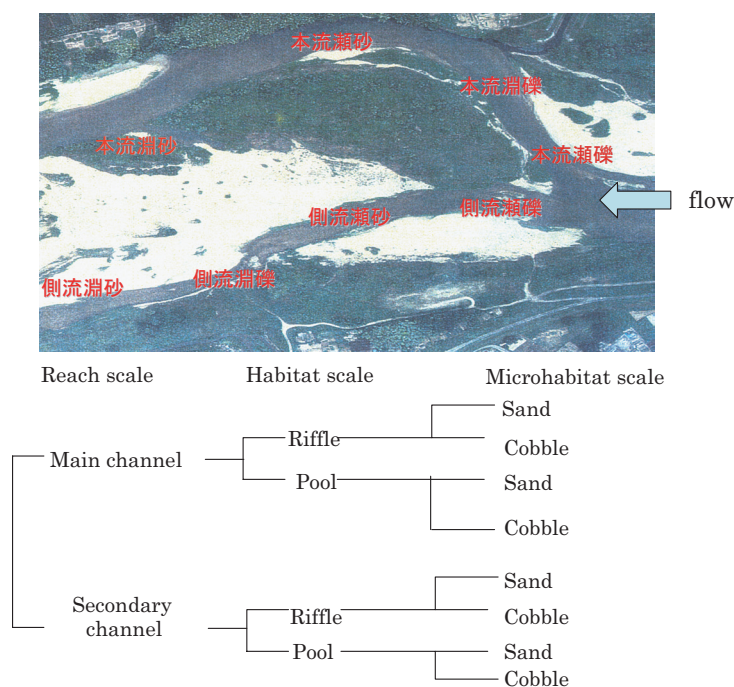 本流瀬砂
本流淵礫
本流淵砂
本流瀬礫
側流瀬砂
側流瀬礫
flow
側流淵砂
側流淵礫
Reach scale
Habitat scale
Microhabitat scale
Main channel
Riffle
Sand
Cobble
Pool
Sand
Cobble
Secondary
channel
Riffle
Sand
Cobble
Pool
Sand
Cobble